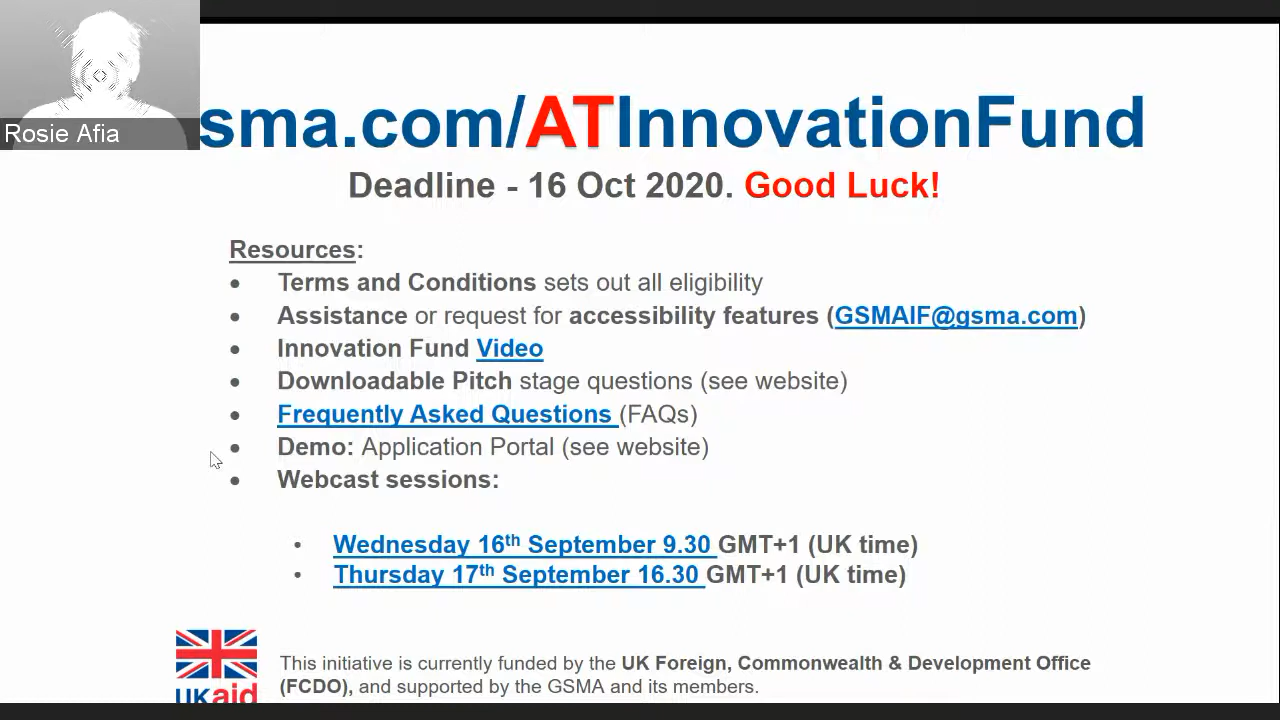 Rosie Afia
sma.com/ATInnovationFund
Deadline - 16 Oct 2020. Good Luck!
Resources:
• Terms and Conditions sets out all eligibility
• Assistance or request for accessibility features (GSMAIF@gsma.com)
• Innovation Fund Video
• Downloadable Pitch stage questions (see website)
• Frequently Asked Questions (FAQs)
• Demo: Application Portal (see website)
• Webcast sessions:
• Wednesday 16th September 9.30 GMT+1 (UK time)
• Thursday 17th September 16.30 GMT+1 (UK time)
This initiative is currently funded by the UK Foreign, Commonwealth & Development Office
(FCDO), and supported by the GSMA and its members.
UKaid